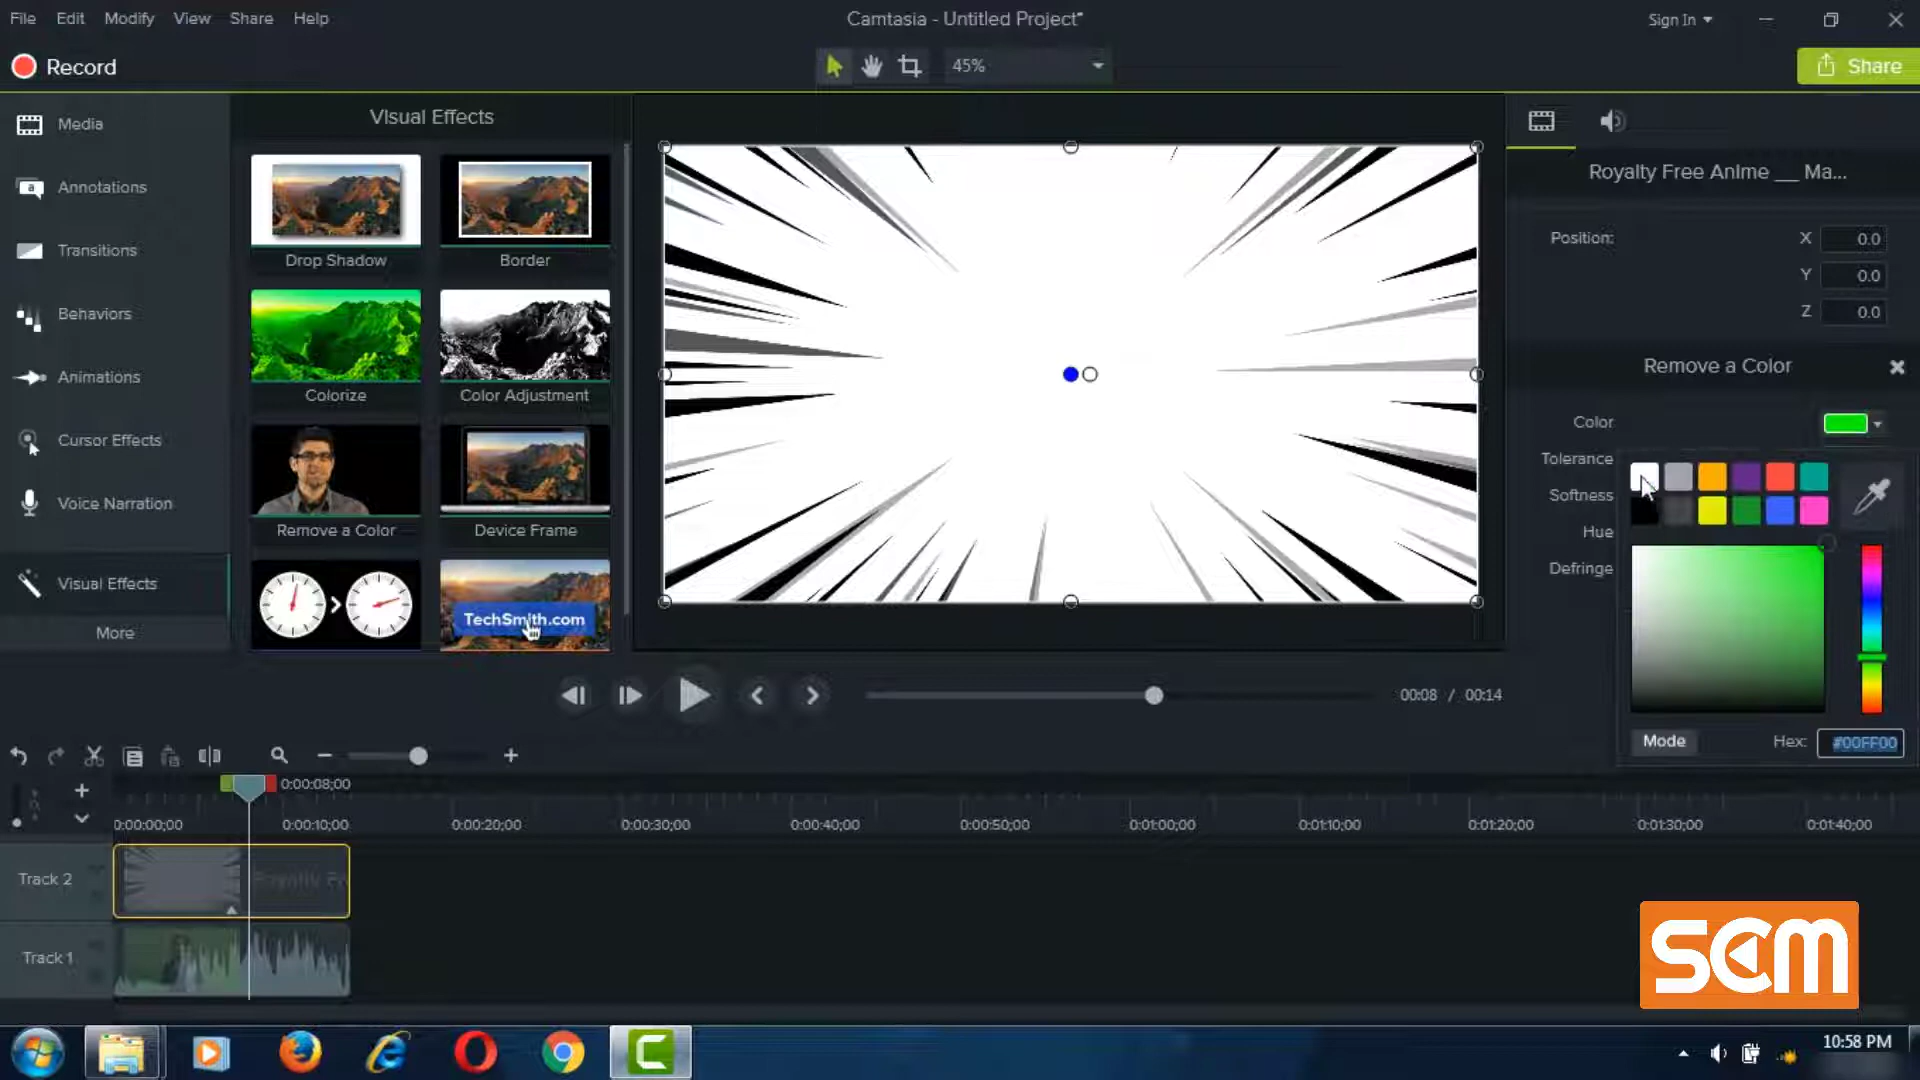 File Edit Modify View Share Help
Camtasia - Untitled Project*
Sign In
Record
45%
Share
Media
Annotations
Transitions
Behaviors
Animations
Cursor Effects
Voice Narration
Visual Effects
More
Visual Effects
Drop Shadow
Border
Colorize
Color Adjustment
Remove a Color
Device Frame
TechSmith.com
Royalty Free Anime __ Ma...
Position:
X 0.0
Y 0.0
Z 0.0
Remove a Color
Color
Tolerance
Softness
Hue
Defringe
Mode
Hex: #00FF00
00:08 / 00:14
0:00:08;00
0:00:00;00 0:00:10;00 0:00:20;00 0:00:30;00 0:00:40;00 0:00:50;00 0:01:00;00 0:01:10;00 0:01:20;00 0:01:30;00 0:01:40;00
Track 2
Track 1
SCM
10:58 PM